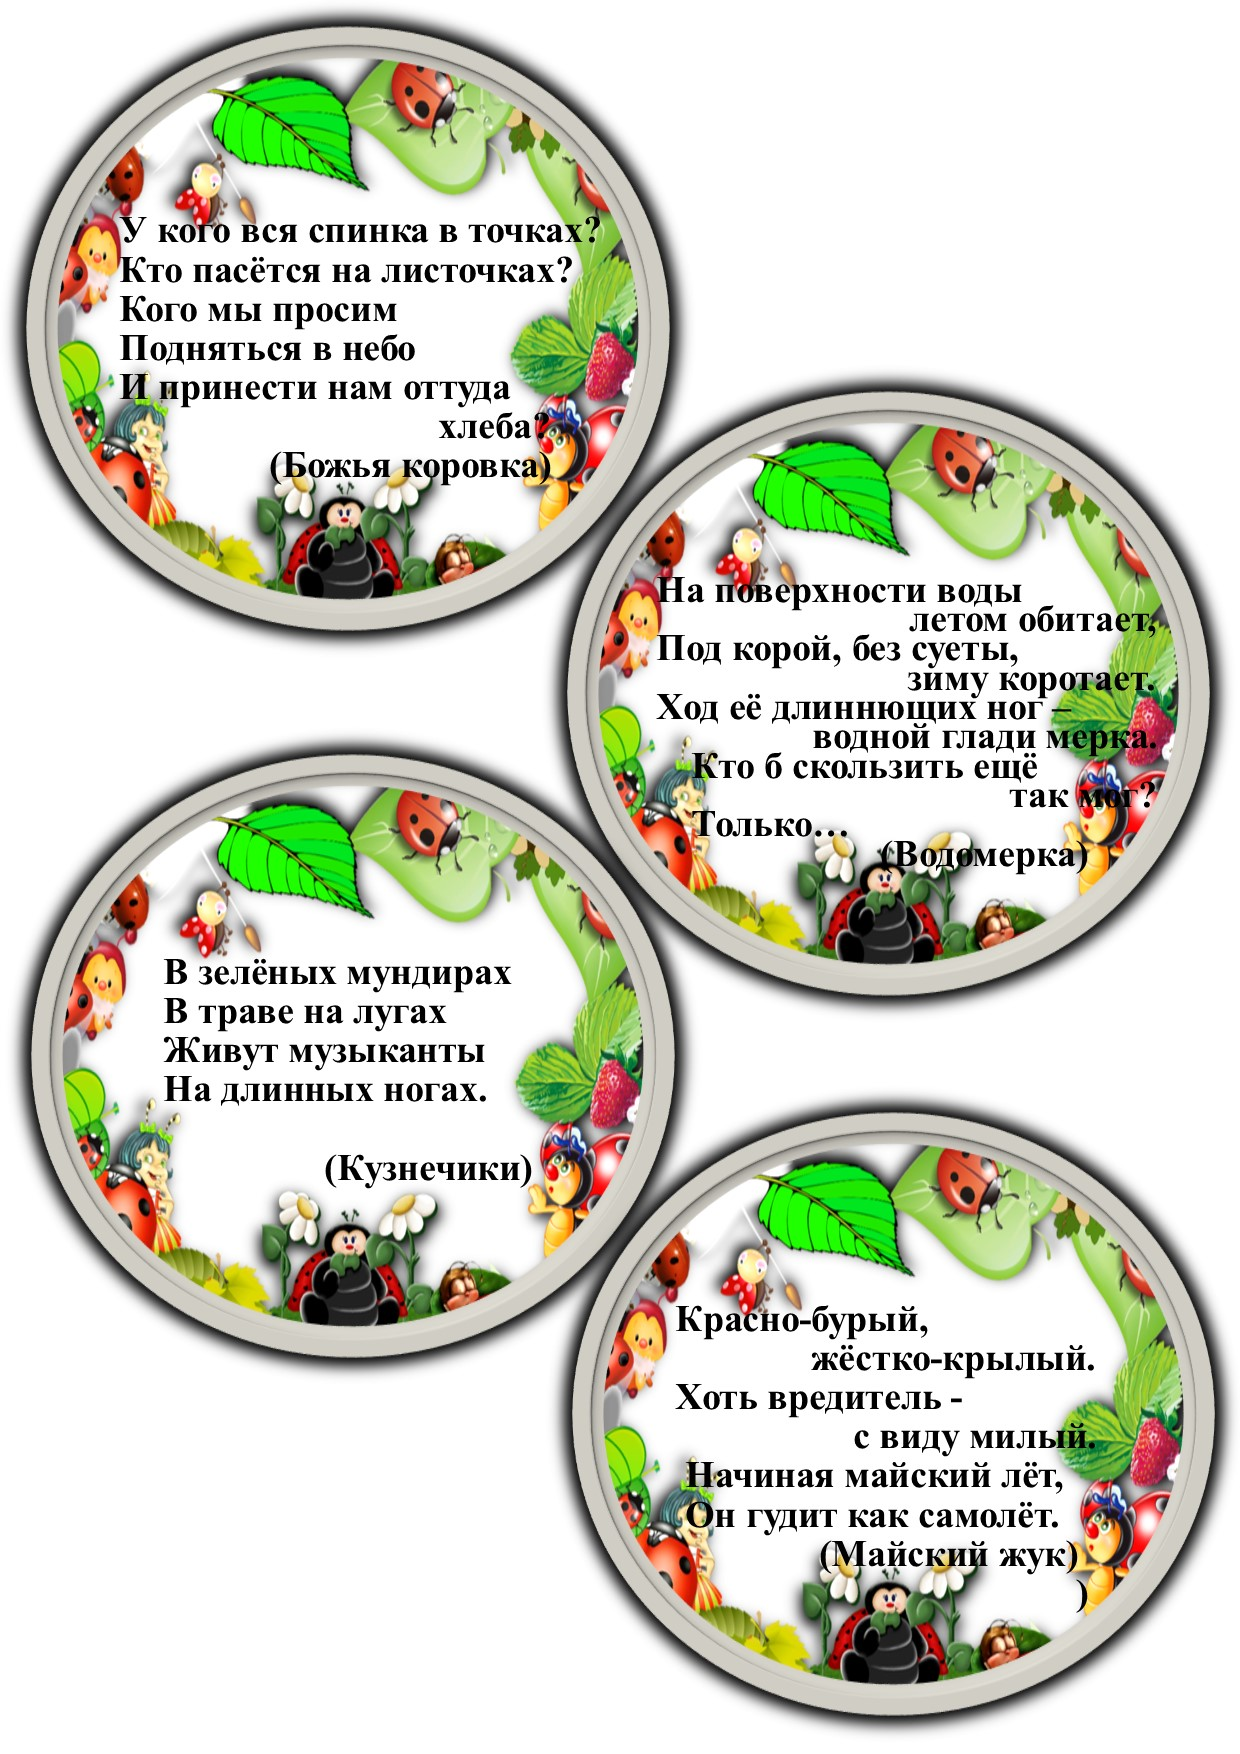 У кого вся спинка в точках?
Кто пасётся на листочках?
Кого мы просим
Подняться в небо
И принести нам оттуда
хлеба?
(Божья коровка)
На поверхности воды
летом обитает,
Под корой, без суеты,
зиму коротает.
Ход её длиннющих ног –
водной глади мерка.
Кто б скользить ещё
так мог?
Только…
(Водомерка)
В зелёных мундирах
В траве на лугах
Живут музыканты
На длинных ногах.
(Кузнечики)
Красно-бурый,
жёстко-крылый.
Хоть вредитель -
с виду милый.
Начиная майский лёт,
Он гудит как самолёт.
(Майский жук)
)